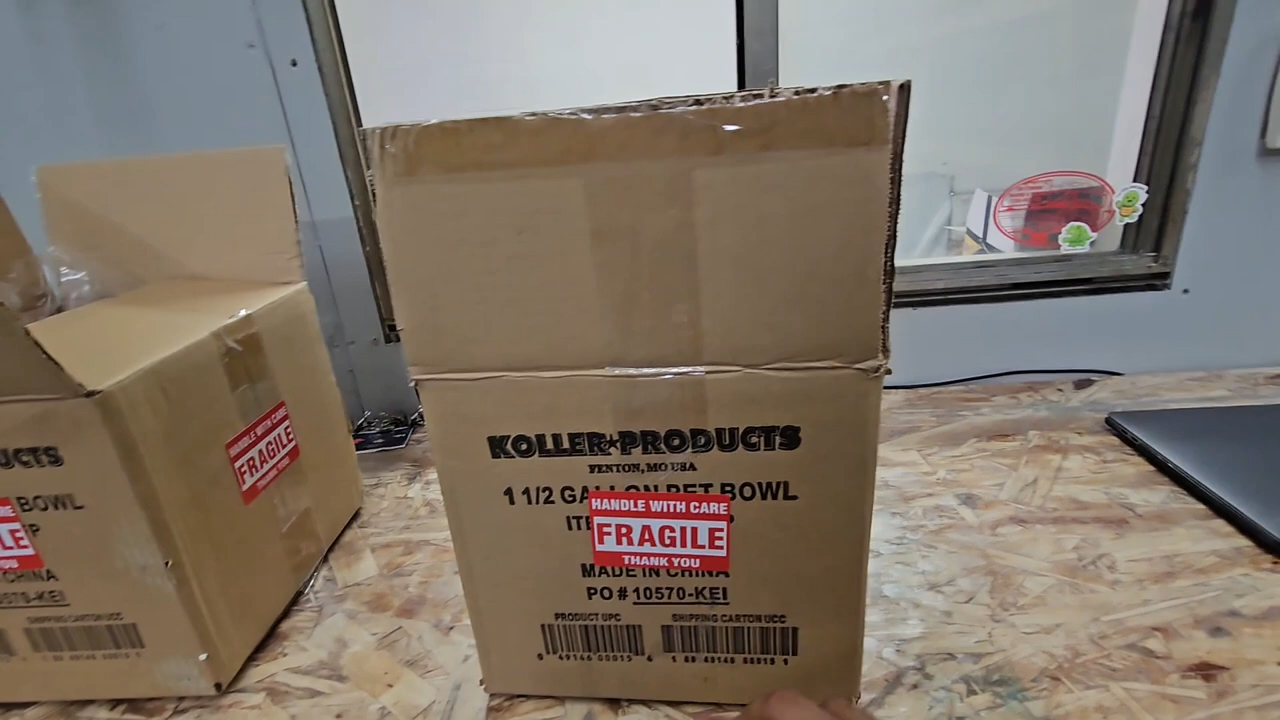 KOLLER★PRODUCTS
FENTON, MO USA
1 1/2 GALLON PET BOWL
HANDLE WITH CARE
FRAGILE
THANK YOU
MADE IN CHINA
PO # 10570-KEI
PRODUCT UPC
SHIPPING CARTON UCC
UCTS
BOWL
HANDLE WITH CARE
FRAGILE
THANK YOU
CHINA
570-KEI
SHIPPING CARTON UCC